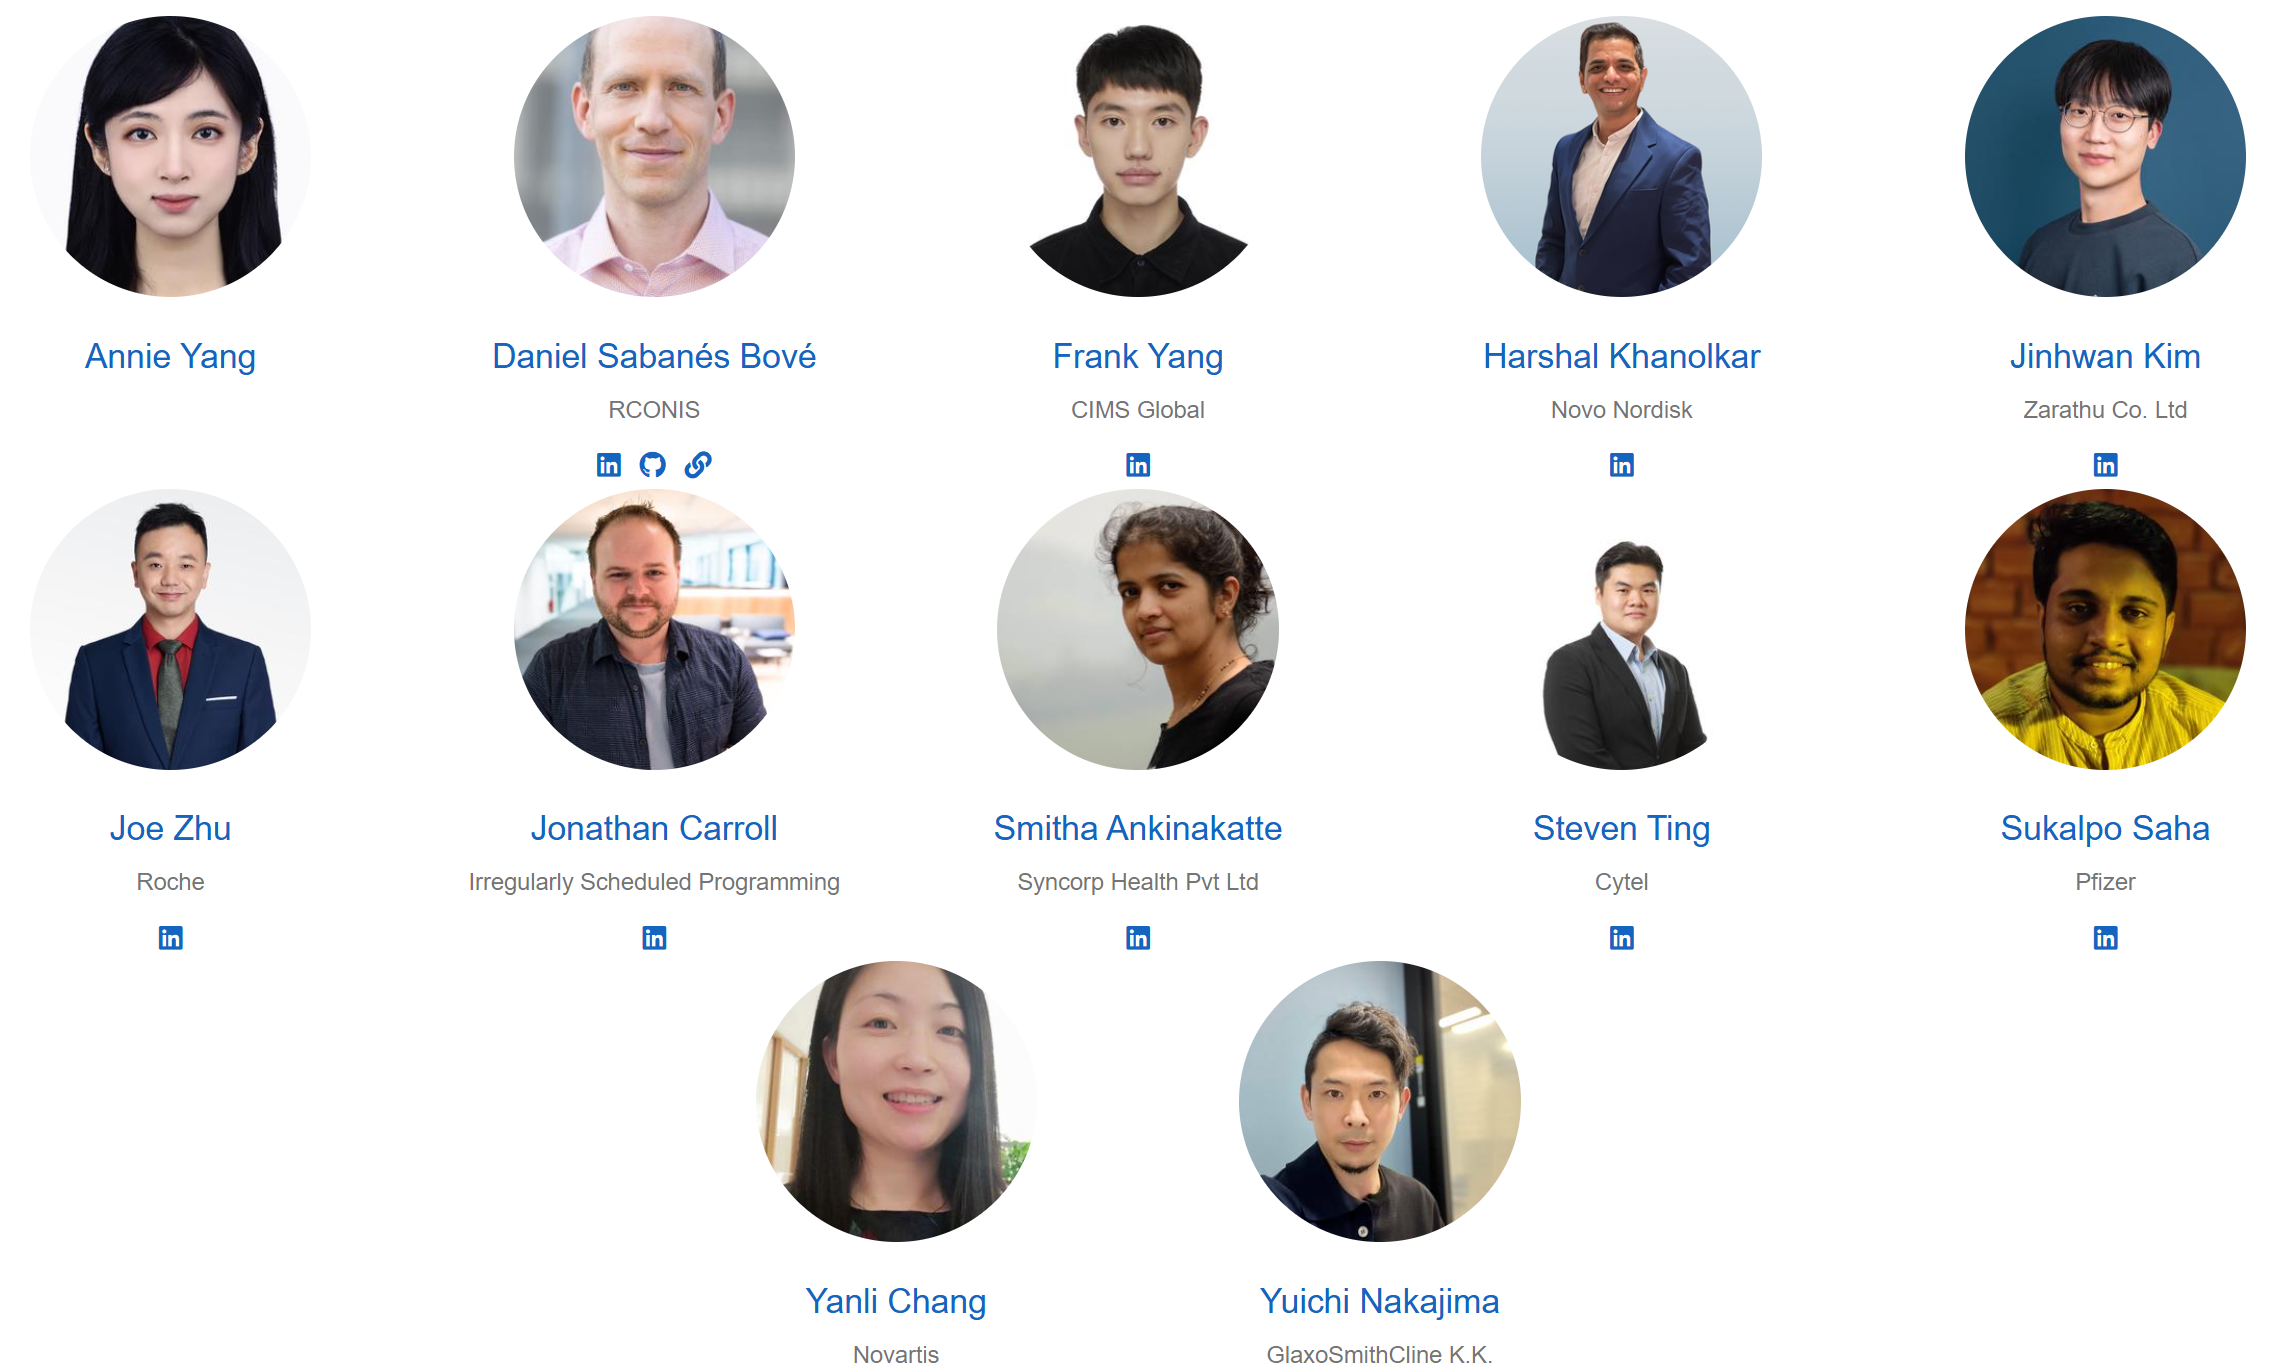 Annie Yang
Daniel Sabanés Bové
RCONIS
Frank Yang
CIMS Global
Harshal Khanolkar
Novo Nordisk
Jinhwan Kim
Zarathu Co. Ltd
Joe Zhu
Roche
Jonathan Carroll
Irregularly Scheduled Programming
Smitha Ankinakatte
Syncorp Health Pvt Ltd
Steven Ting
Cytel
Sukalpo Saha
Pfizer
Yanli Chang
Novartis
Yuichi Nakajima
GlaxoSmithCline K.K.